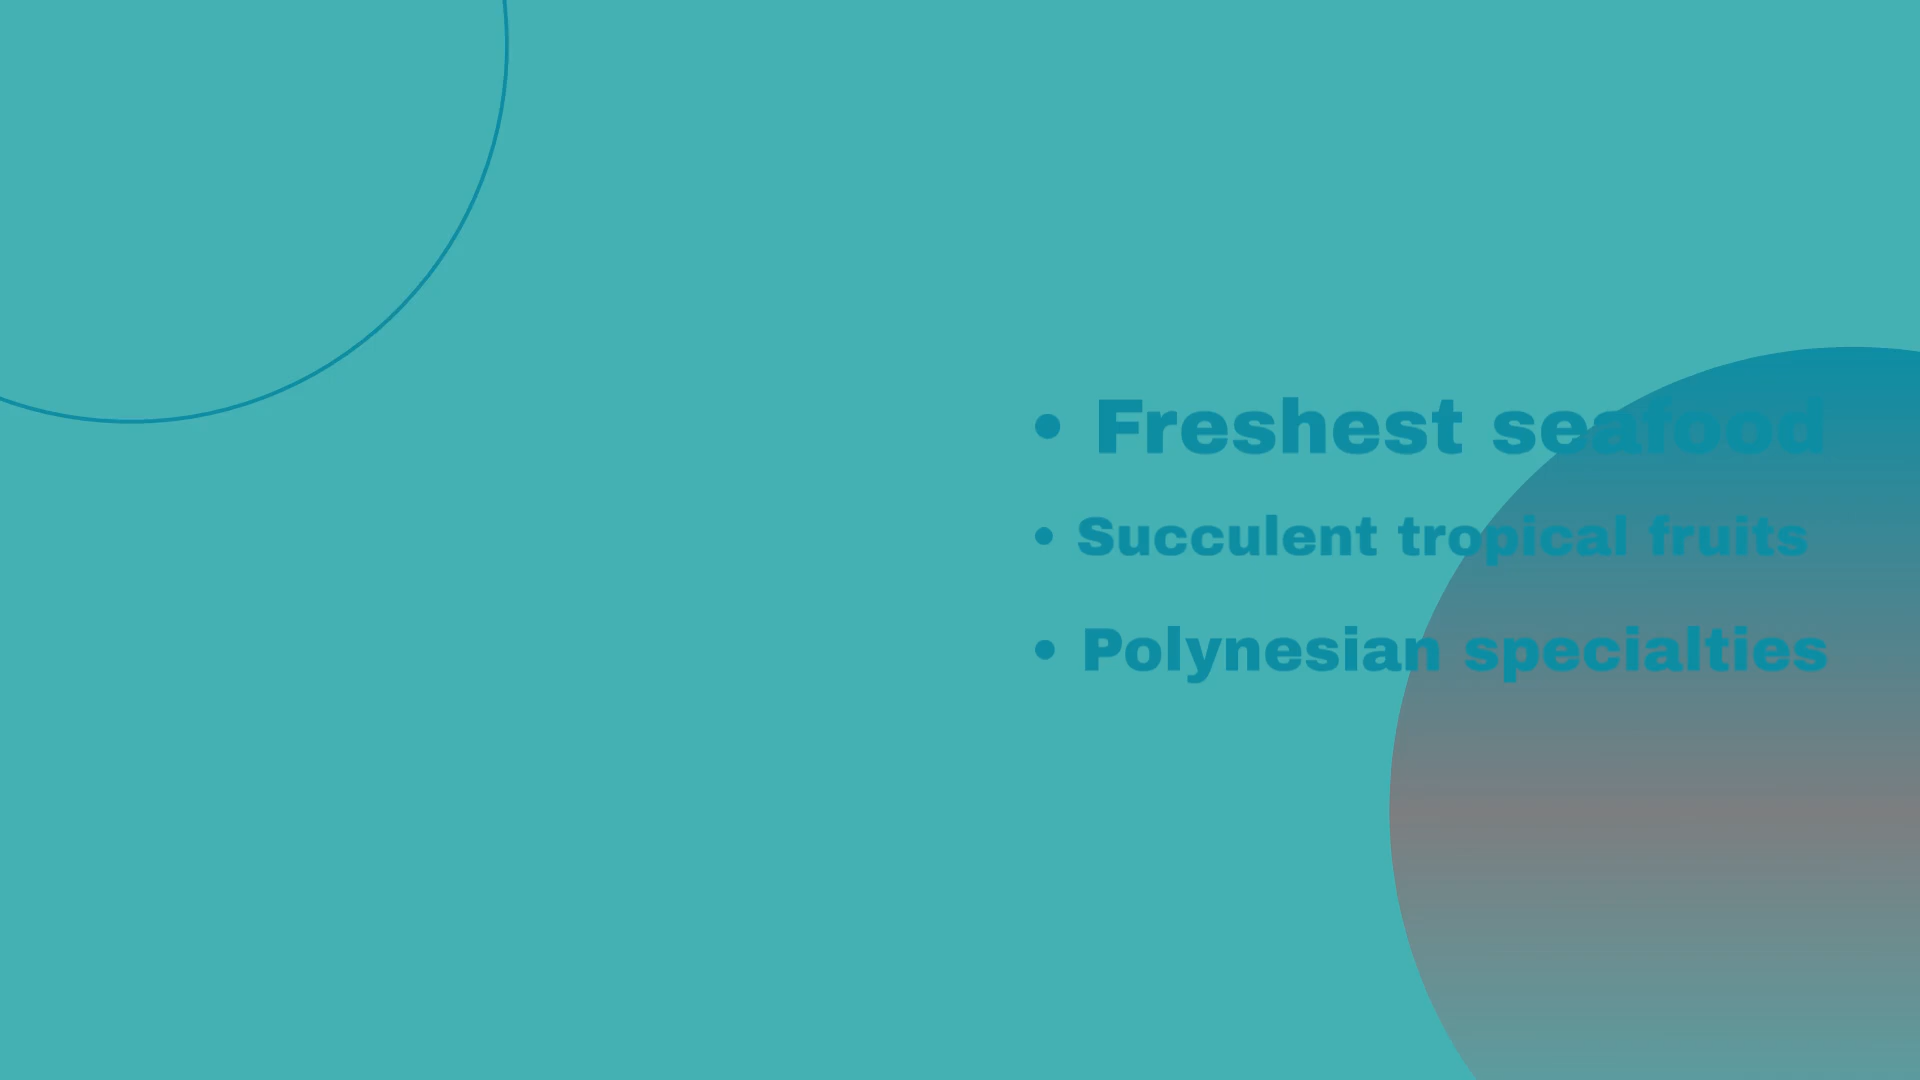 • Freshest seafood
• Succulent tropical fruits
• Polynesian specialties